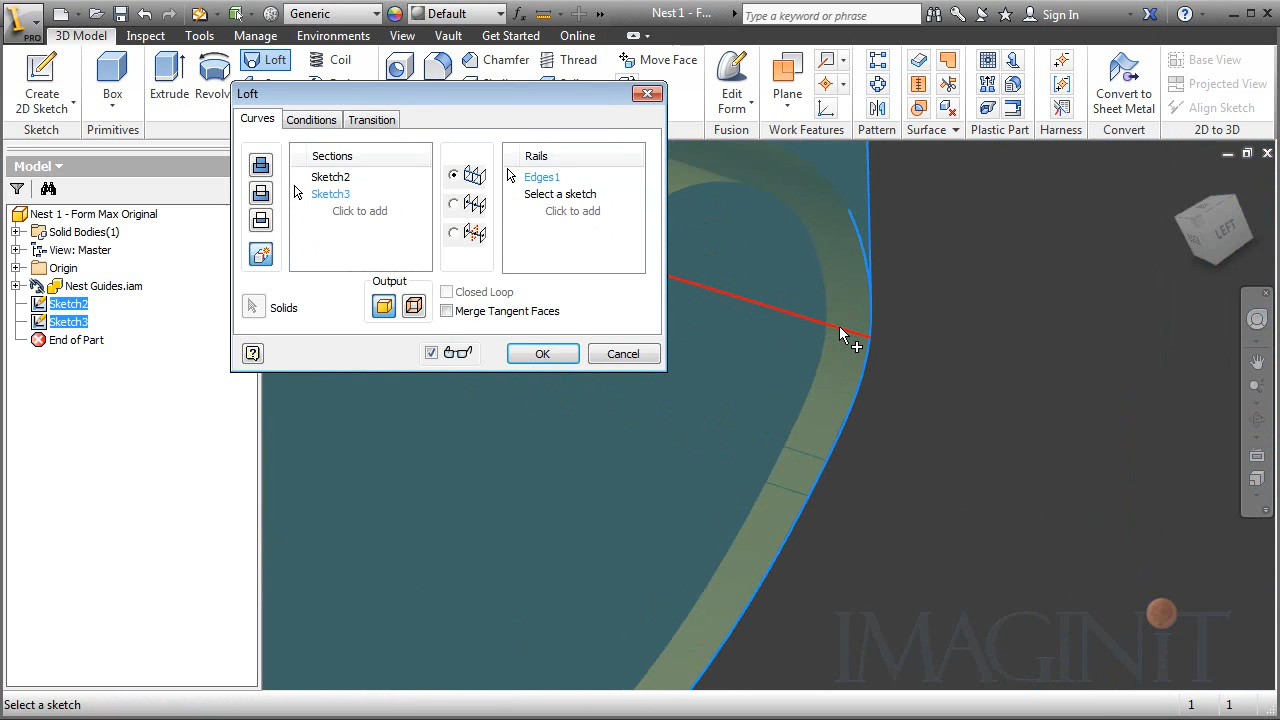 PRO
Generic
Default
fx
Nest 1 - F...
Type a keyword or phrase
Sign In
3D Model
Inspect
Tools
Manage
Environments
View
Vault
Get Started
Online
Create
2D Sketch
Box
Extrude
Revolv
Loft
Coil
Chamfer
Thread
Move Face
Edit
Form
Plane
Convert to
Sheet Metal
Base View
Projected View
Align Sketch
Sketch
Primitives
Fusion
Work Features
Pattern
Surface
Plastic Part
Harness
Convert
2D to 3D
Loft
Curves
Conditions
Transition
Sections
Sketch2
Sketch3
Click to add
Rails
Edges1
Select a sketch
Click to add
Solids
Output
Closed Loop
Merge Tangent Faces
OK
Cancel
Model
Nest 1 - Form Max Original
Solid Bodies(1)
View: Master
Origin
Nest Guides.iam
Sketch2
Sketch3
End of Part
LEFT
IMAGINiT
Select a sketch
1
1